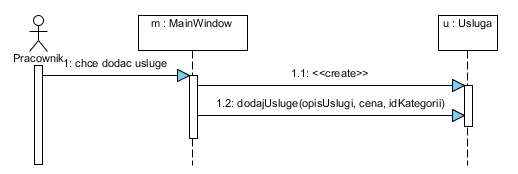 m : MainWindow
u : Usluga
Pracownik
1: chce dodac usluge
1.1: <<create>>
1.2: dodajUsluge(opisUslugi, cena, idKategorii)